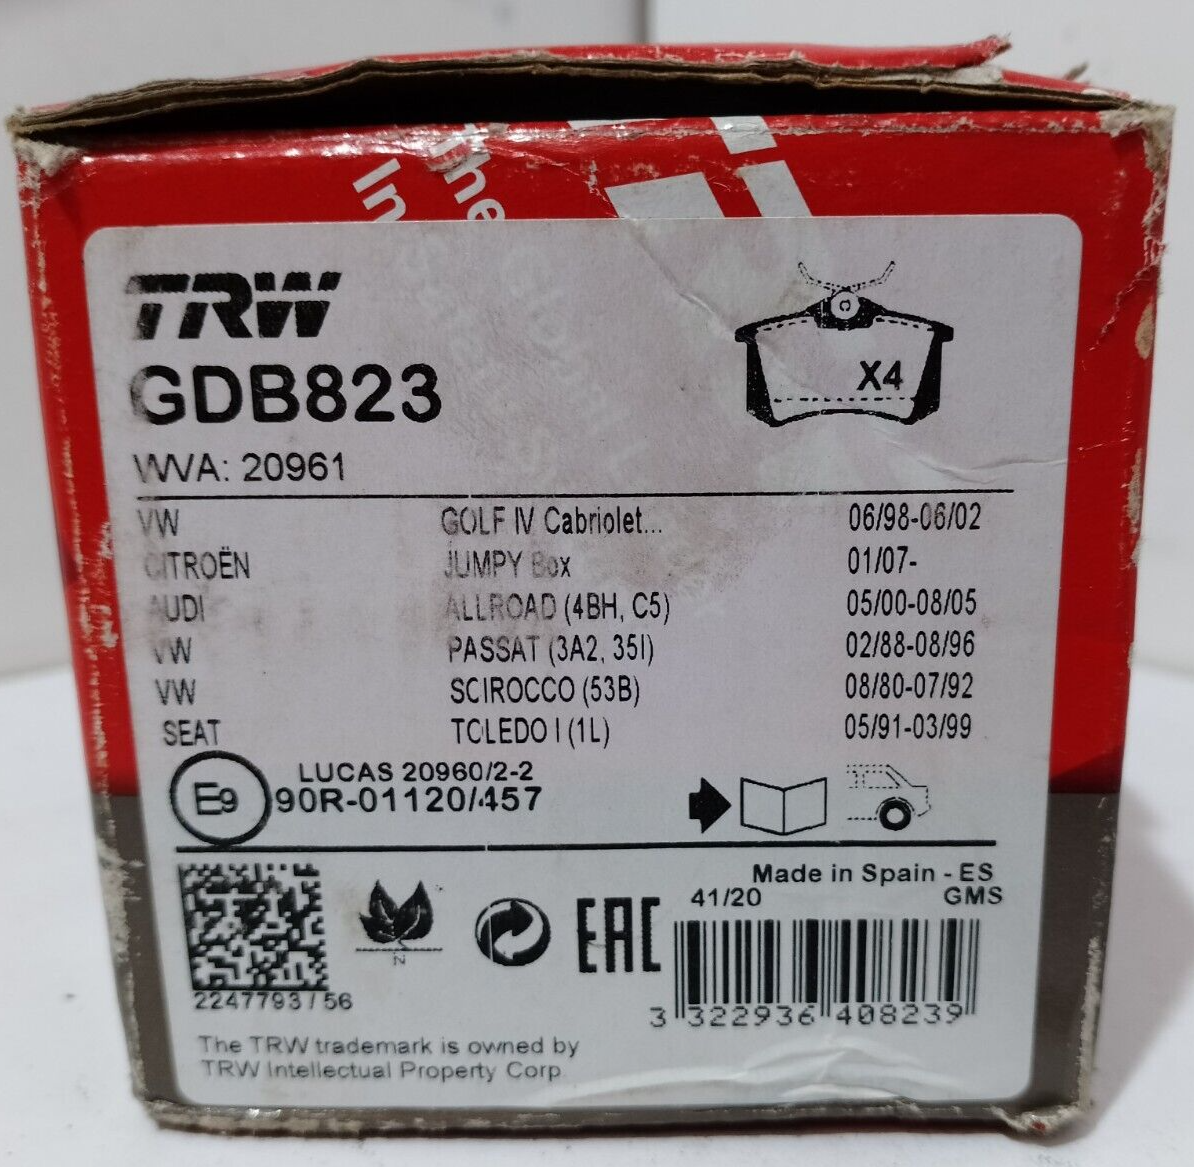 TRW
GDB823
X4
WVA: 20961
VW GOLF IV Cabriolet... 06/98-06/02
CITROËN JUMPY Box 01/07-
AUDI ALLROAD (4BH, C5) 05/00-08/05
VW PASSAT (3A2, 35I) 02/88-08/96
VW SCIROCCO (53B) 08/80-07/92
SEAT TOLEDO I (1L) 05/91-03/99
LUCAS 20960/2-2
E9 90R-01120/457
Made in Spain - ES
41/20 GMS
N
EAC
2247793 / 56
3 322936 408239
The TRW trademark is owned by
TRW Intellectual Property Corp.